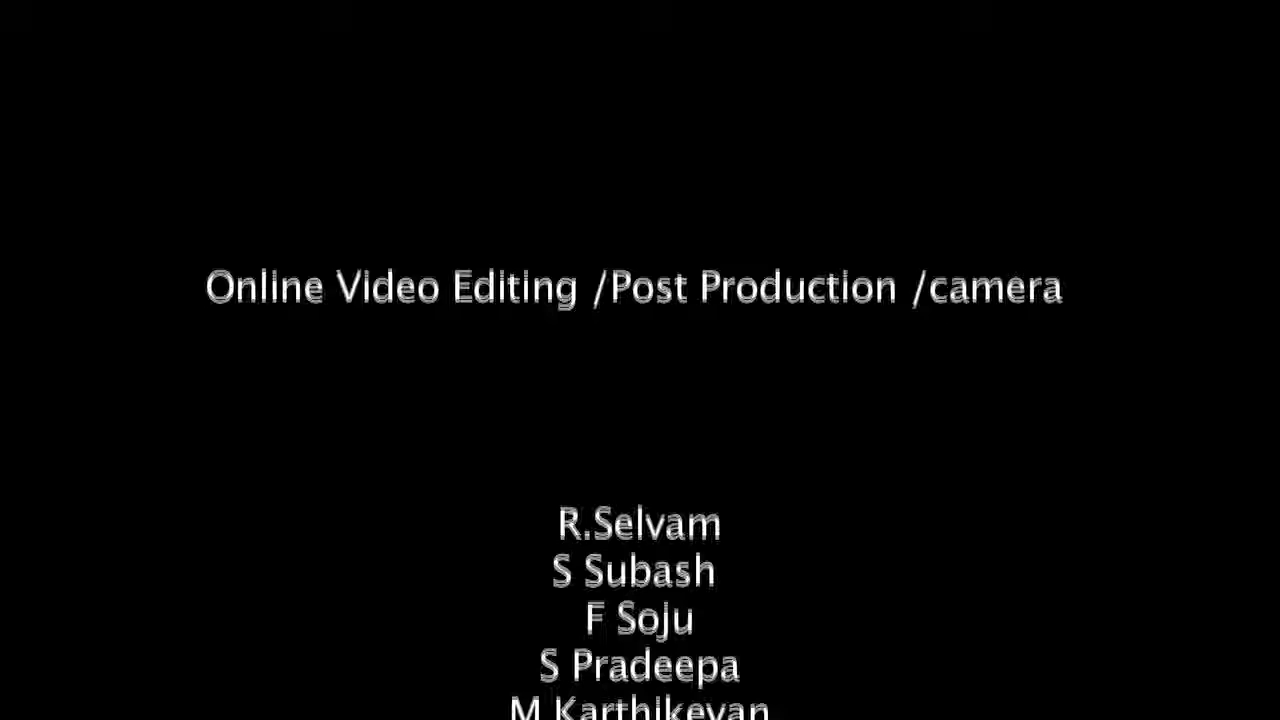 Online Video Editing /Post Production /camera
R.Selvam
S Subash
F Soju
S Pradeepa
M Karthikeyan